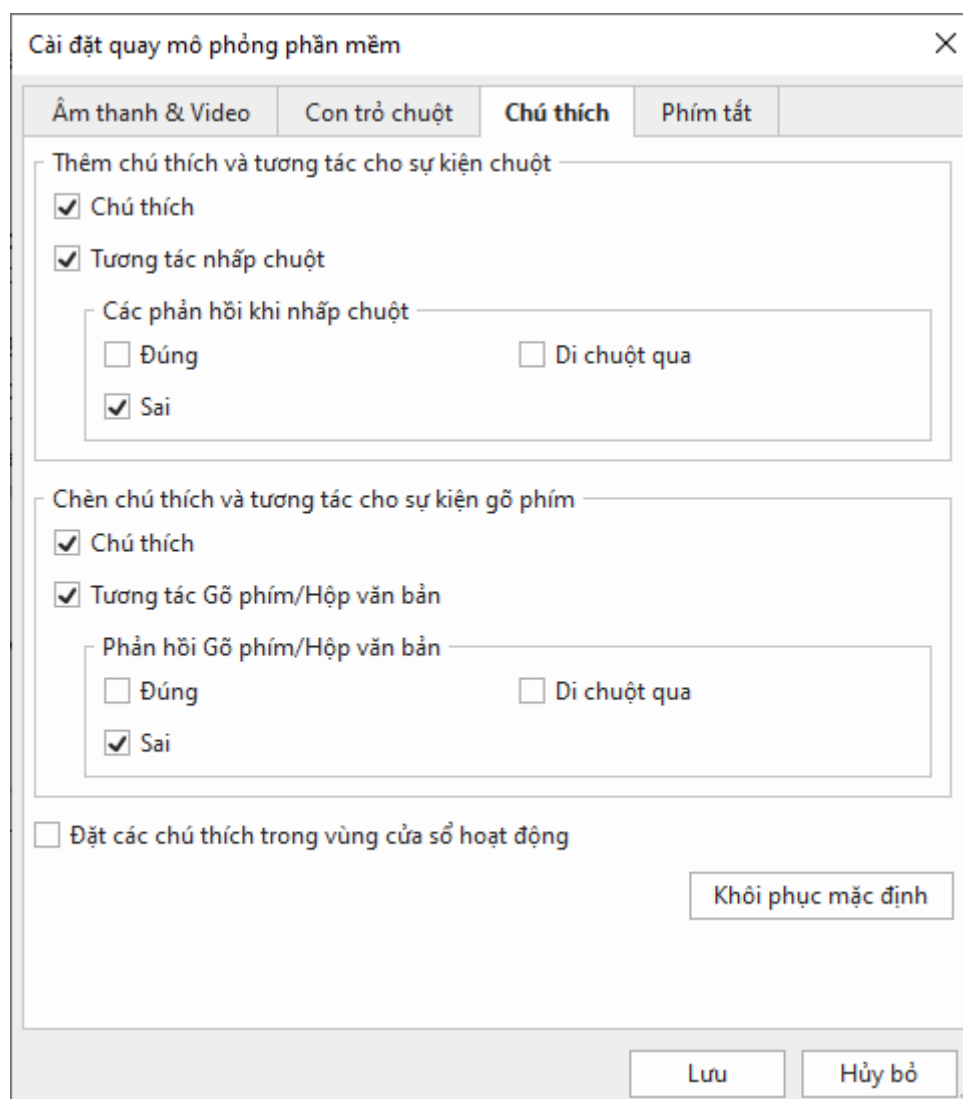 Cài đặt quay mô phỏng phần mềm
Âm thanh & Video Con trỏ chuột Chú thích Phím tắt
Thêm chú thích và tương tác cho sự kiện chuột
Chú thích
Tương tác nhấp chuột
Các phản hồi khi nhấp chuột
Đúng Di chuột qua
Sai
Chèn chú thích và tương tác cho sự kiện gõ phím
Chú thích
Tương tác Gõ phím/Hộp văn bản
Phản hồi Gõ phím/Hộp văn bản
Đúng Di chuột qua
Sai
Đặt các chú thích trong vùng cửa sổ hoạt động
Khôi phục mặc định
Lưu Hủy bỏ